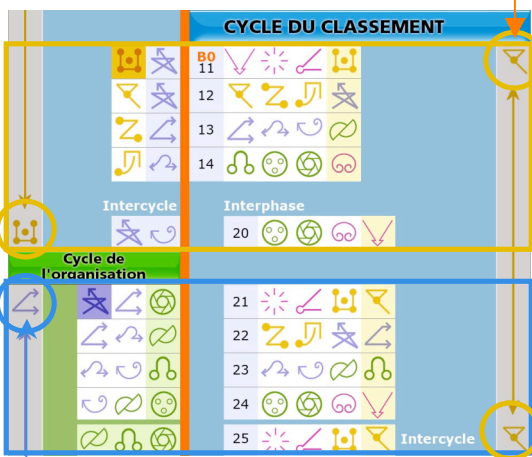 CYCLE DU CLASSEMENT
B0
11
12
13
14
Intercycle Interphase
20
Cycle de
l'organisation
21
22
23
24
25 Intercycle